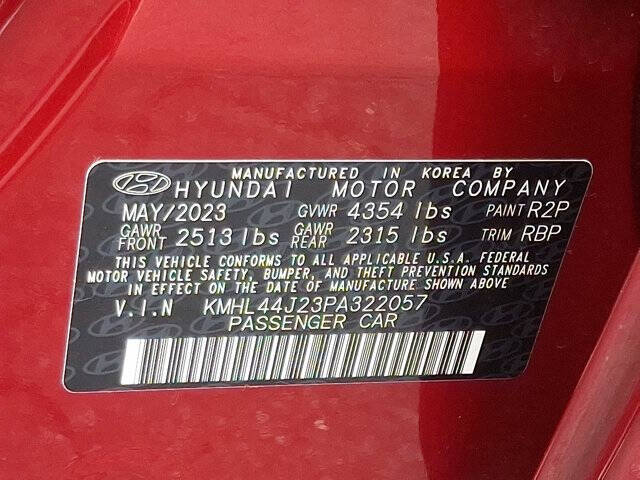 MANUFACTURED IN KOREA BY
HYUNDAI MOTOR COMPANY
MAY/2023 GVWR 4354 lbs PAINT R2P
GAWR FRONT 2513 lbs GAWR REAR 2315 lbs TRIM RBP
THIS VEHICLE CONFORMS TO ALL APPLICABLE U.S.A. FEDERAL
MOTOR VEHICLE SAFETY, BUMPER, AND THEFT PREVENTION STANDARDS
IN EFFECT ON THE DATE OF MANUFACTURE SHOWN ABOVE
V.I.N KMHL44J23PA322057
PASSENGER CAR